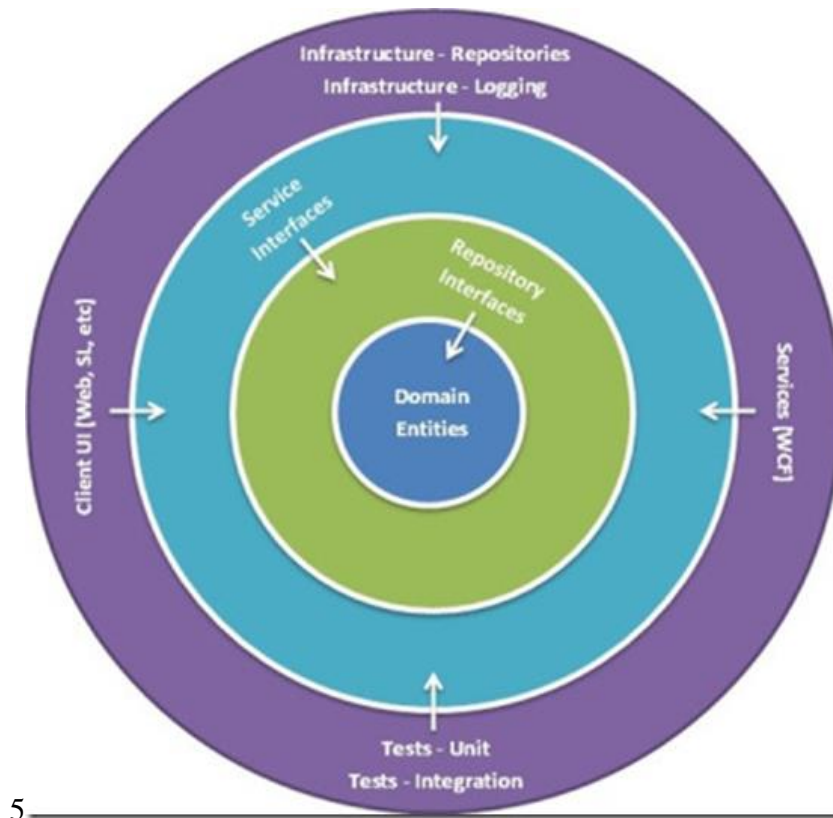 Infrastructure - Repositories
Infrastructure - Logging
Service
Interfaces
Repository
Interfaces
Client UI [Web, SL, etc]
Domain
Entities
Services [WCF]
Tests - Unit
Tests - Integration
5